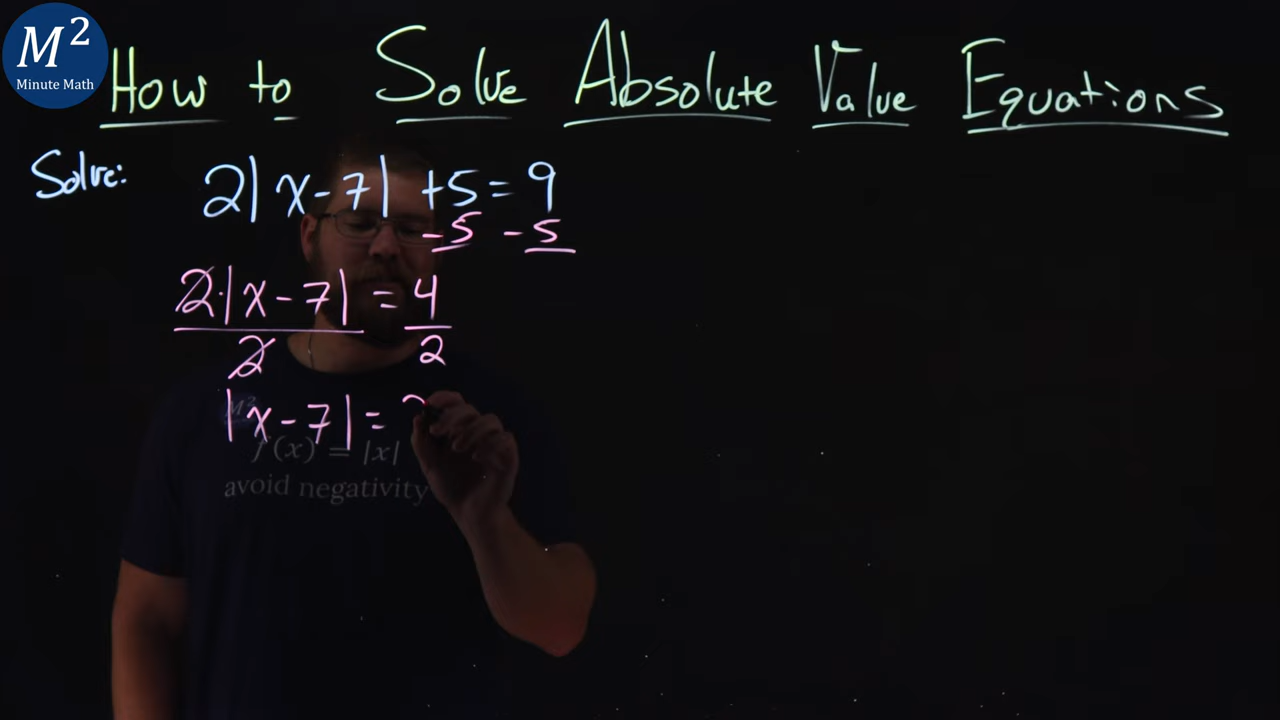 M²
Minute Math
How to Solve Absolute Value Equations
Solve: 2|x-7| +5=9
-5 -5
2·|x-7| = 4
2 2
|x-7| =
f(x) = |x|
avoid negativity